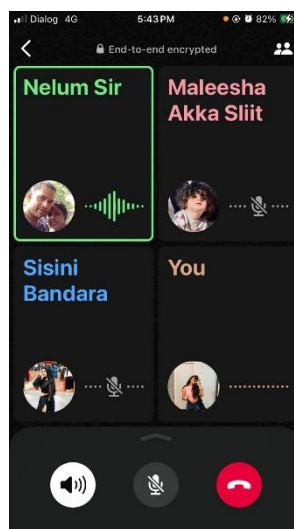 Dialog 4G 5:43 PM 82%
End-to-end encrypted
Nelum Sir
Maleesha
Akka Sliit
Sisini
Bandara
You